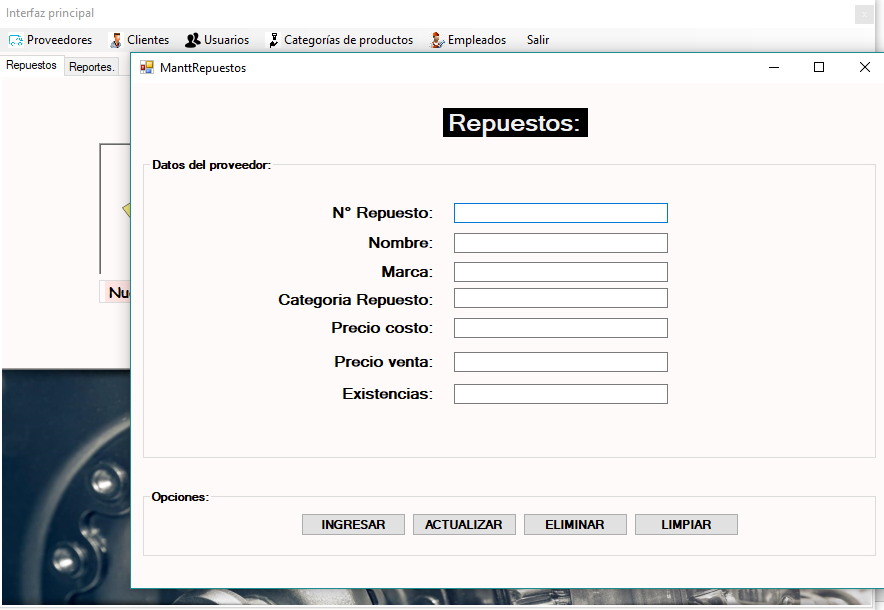 Interfaz principal
Proveedores Clientes Usuarios Categorías de productos Empleados Salir
Repuestos Reportes.
ManttRepuestos
Repuestos:
Datos del proveedor:
N° Repuesto:
Nombre:
Marca:
Categoria Repuesto:
Precio costo:
Precio venta:
Existencias:
Opciones:
INGRESAR ACTUALIZAR ELIMINAR LIMPIAR